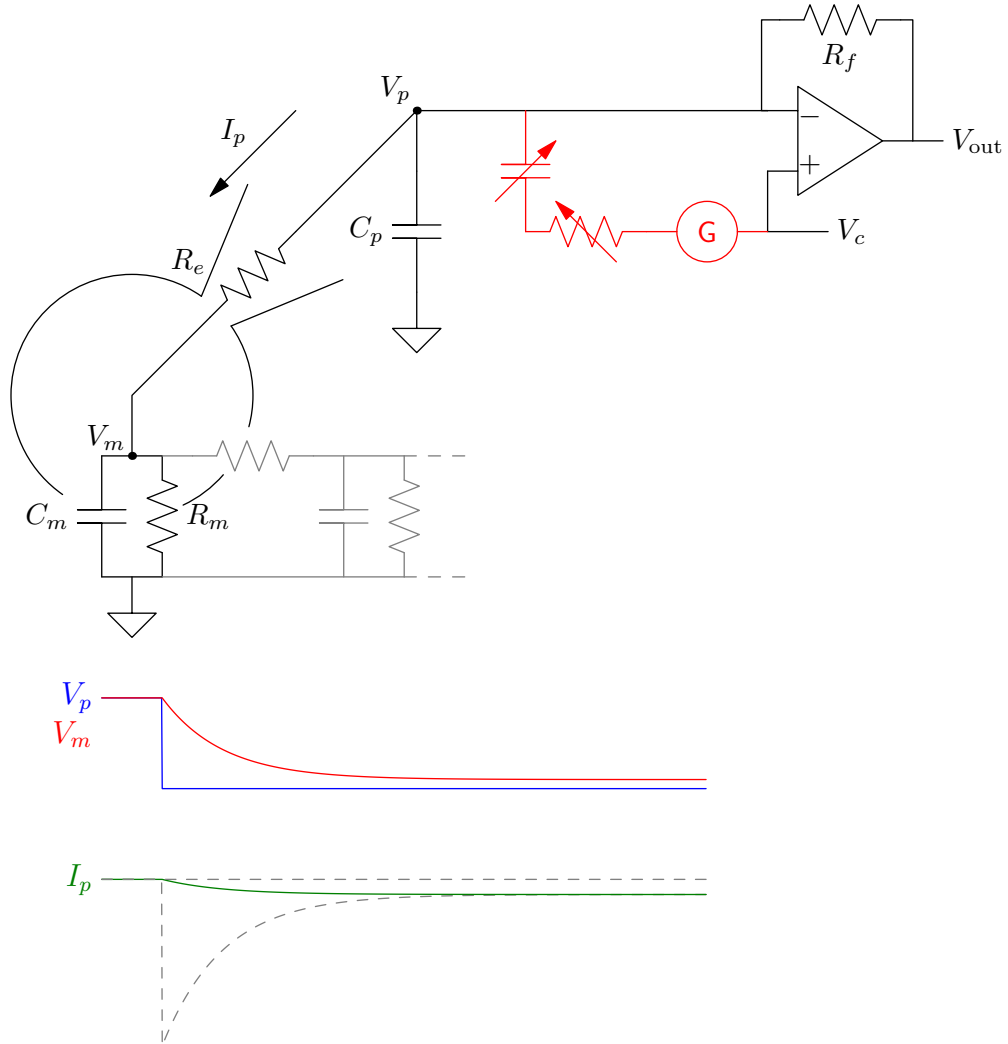 R_f
V_p
I_p
−
V_out
+
C_p
G
V_c
R_e
V_m
C_m
R_m
V_p
V_m
I_p